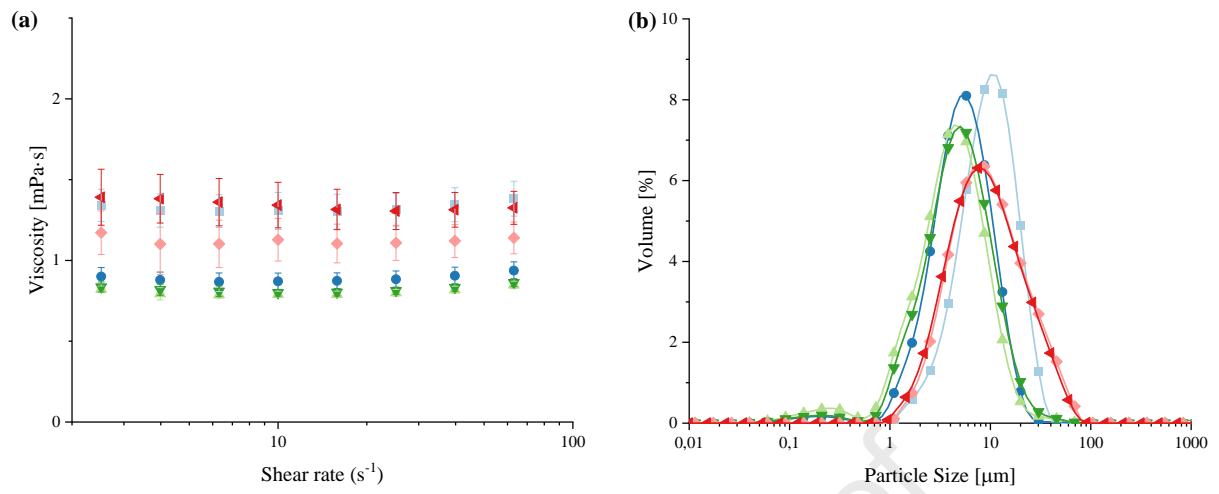 (a)
2
1
0
10
100
Viscosity [mPa·s]
Shear rate (s-1)
(b)
10
8
6
4
2
0
0,01
0,1
1
10
100
1000
Volume [%]
Particle Size [μm]
of